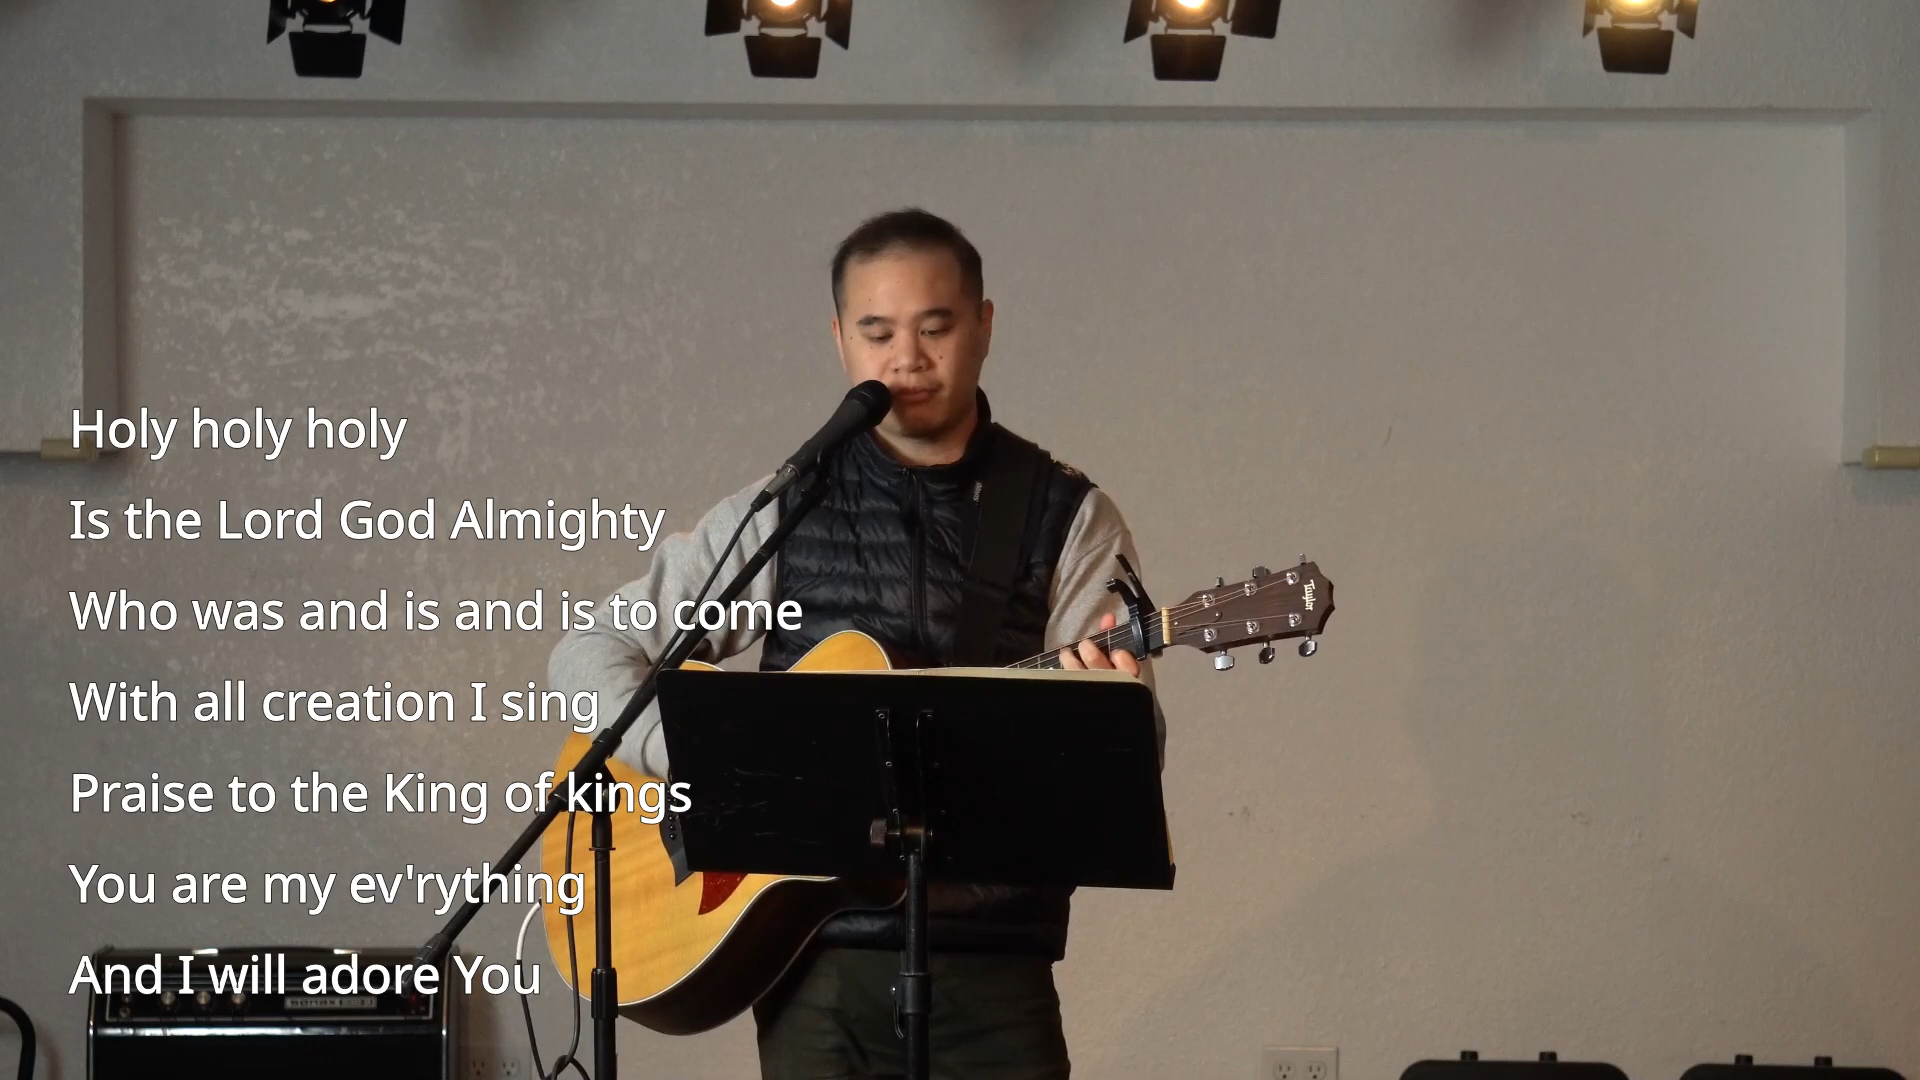 Taylor
Holy holy holy
Is the Lord God Almighty
Who was and is and is to come
With all creation I sing
Praise to the King of kings
You are my ev'rything
And I will adore You